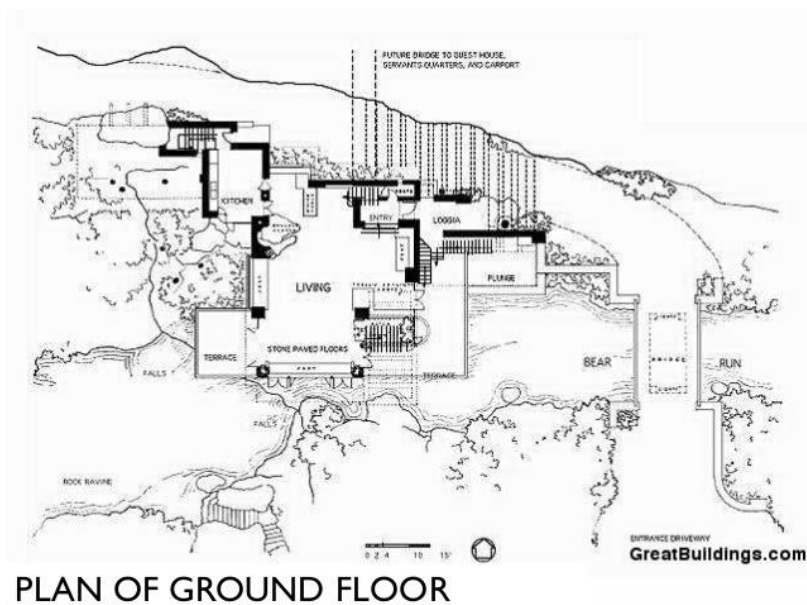 FUTURE BRIDGE TO GUEST HOUSE,
SERVANTS QUARTERS, AND CARPORT
KITCHEN
ENTRY
LOGGIA
LIVING
PLUNGE
STONE PAVED FLOORS
TERRACE
TERRACE
FALLS
FALLS
BEAR
BRIDGE
RUN
ROCK RAVINE
0 2 4 10 15'
ENTRANCE DRIVEWAY
GreatBuildings.com
PLAN OF GROUND FLOOR